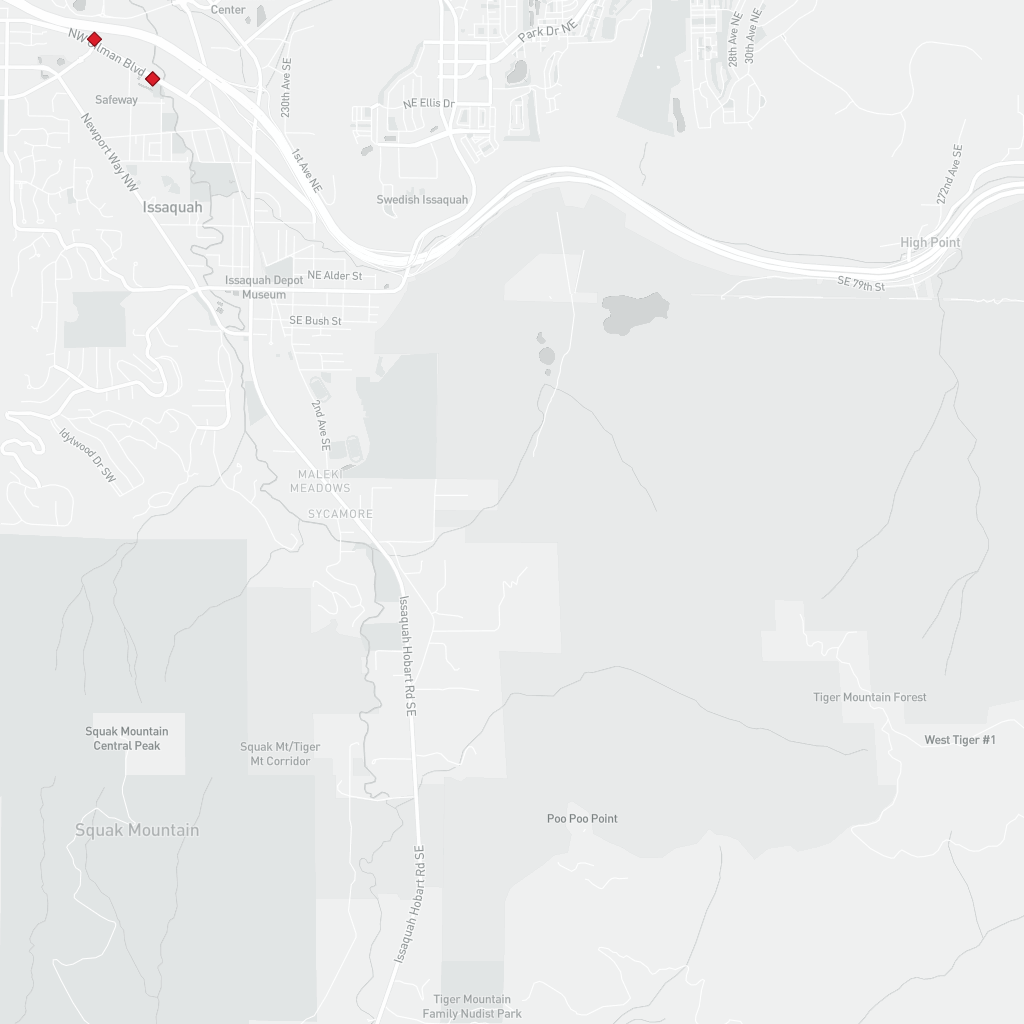 Center
Park Dr NE
28th Ave NE
30th Ave NE
NW Gilman Blvd
230th Ave SE
NE Ellis Dr
Safeway
Newport Way NW
1st Ave NE
272nd Ave SE
Swedish Issaquah
Issaquah
High Point
NE Alder St
Issaquah Depot
Museum
SE 79th St
SE Bush St
2nd Ave SE
Idylwood Dr SW
MALEKI
MEADOWS
SYCAMORE
Issaquah Hobart Rd SE
Tiger Mountain Forest
Squak Mountain
Central Peak
Squak Mt/Tiger
Mt Corridor
West Tiger #1
Poo Poo Point
Squak Mountain
Issaquah Hobart Rd SE
Tiger Mountain
Family Nudist Park